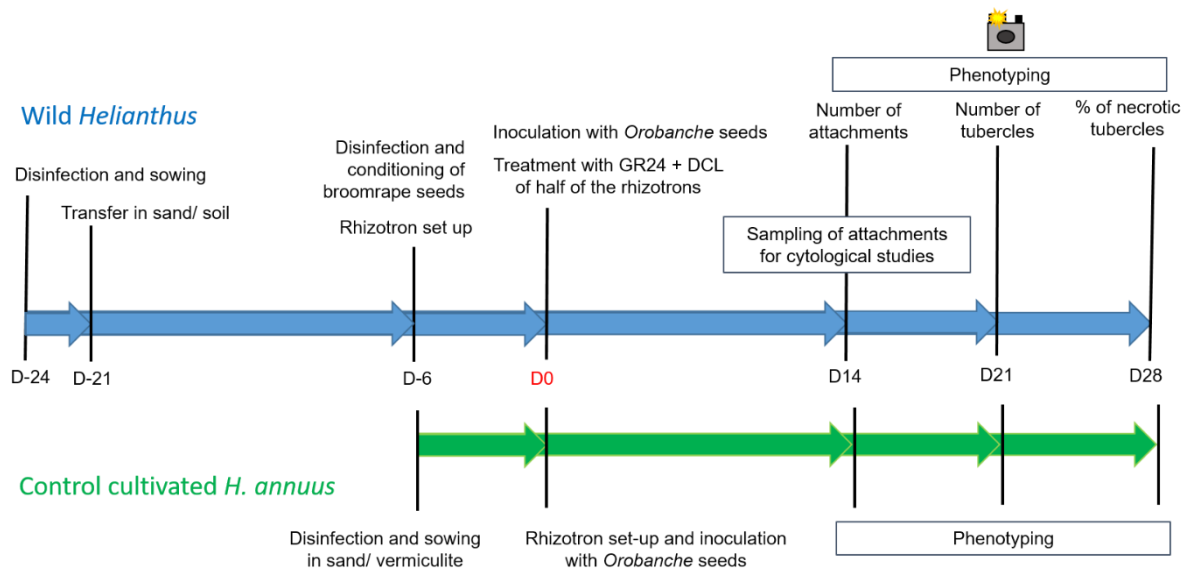 Phenotyping
Wild Helianthus
Number of
attachments
Number of
tubercles
% of necrotic
tubercles
Inoculation with Orobanche seeds
Treatment with GR24 + DCL
of half of the rhizotrons
Disinfection and
conditioning of
broomrape seeds
Rhizotron set up
Disinfection and sowing
Transfer in sand/ soil
Sampling of attachments
for cytological studies
D-24
D-21
D-6
D0
D14
D21
D28
Control cultivated H. annuus
Disinfection and sowing
in sand/ vermiculite
Rhizotron set-up and inoculation
with Orobanche seeds
Phenotyping